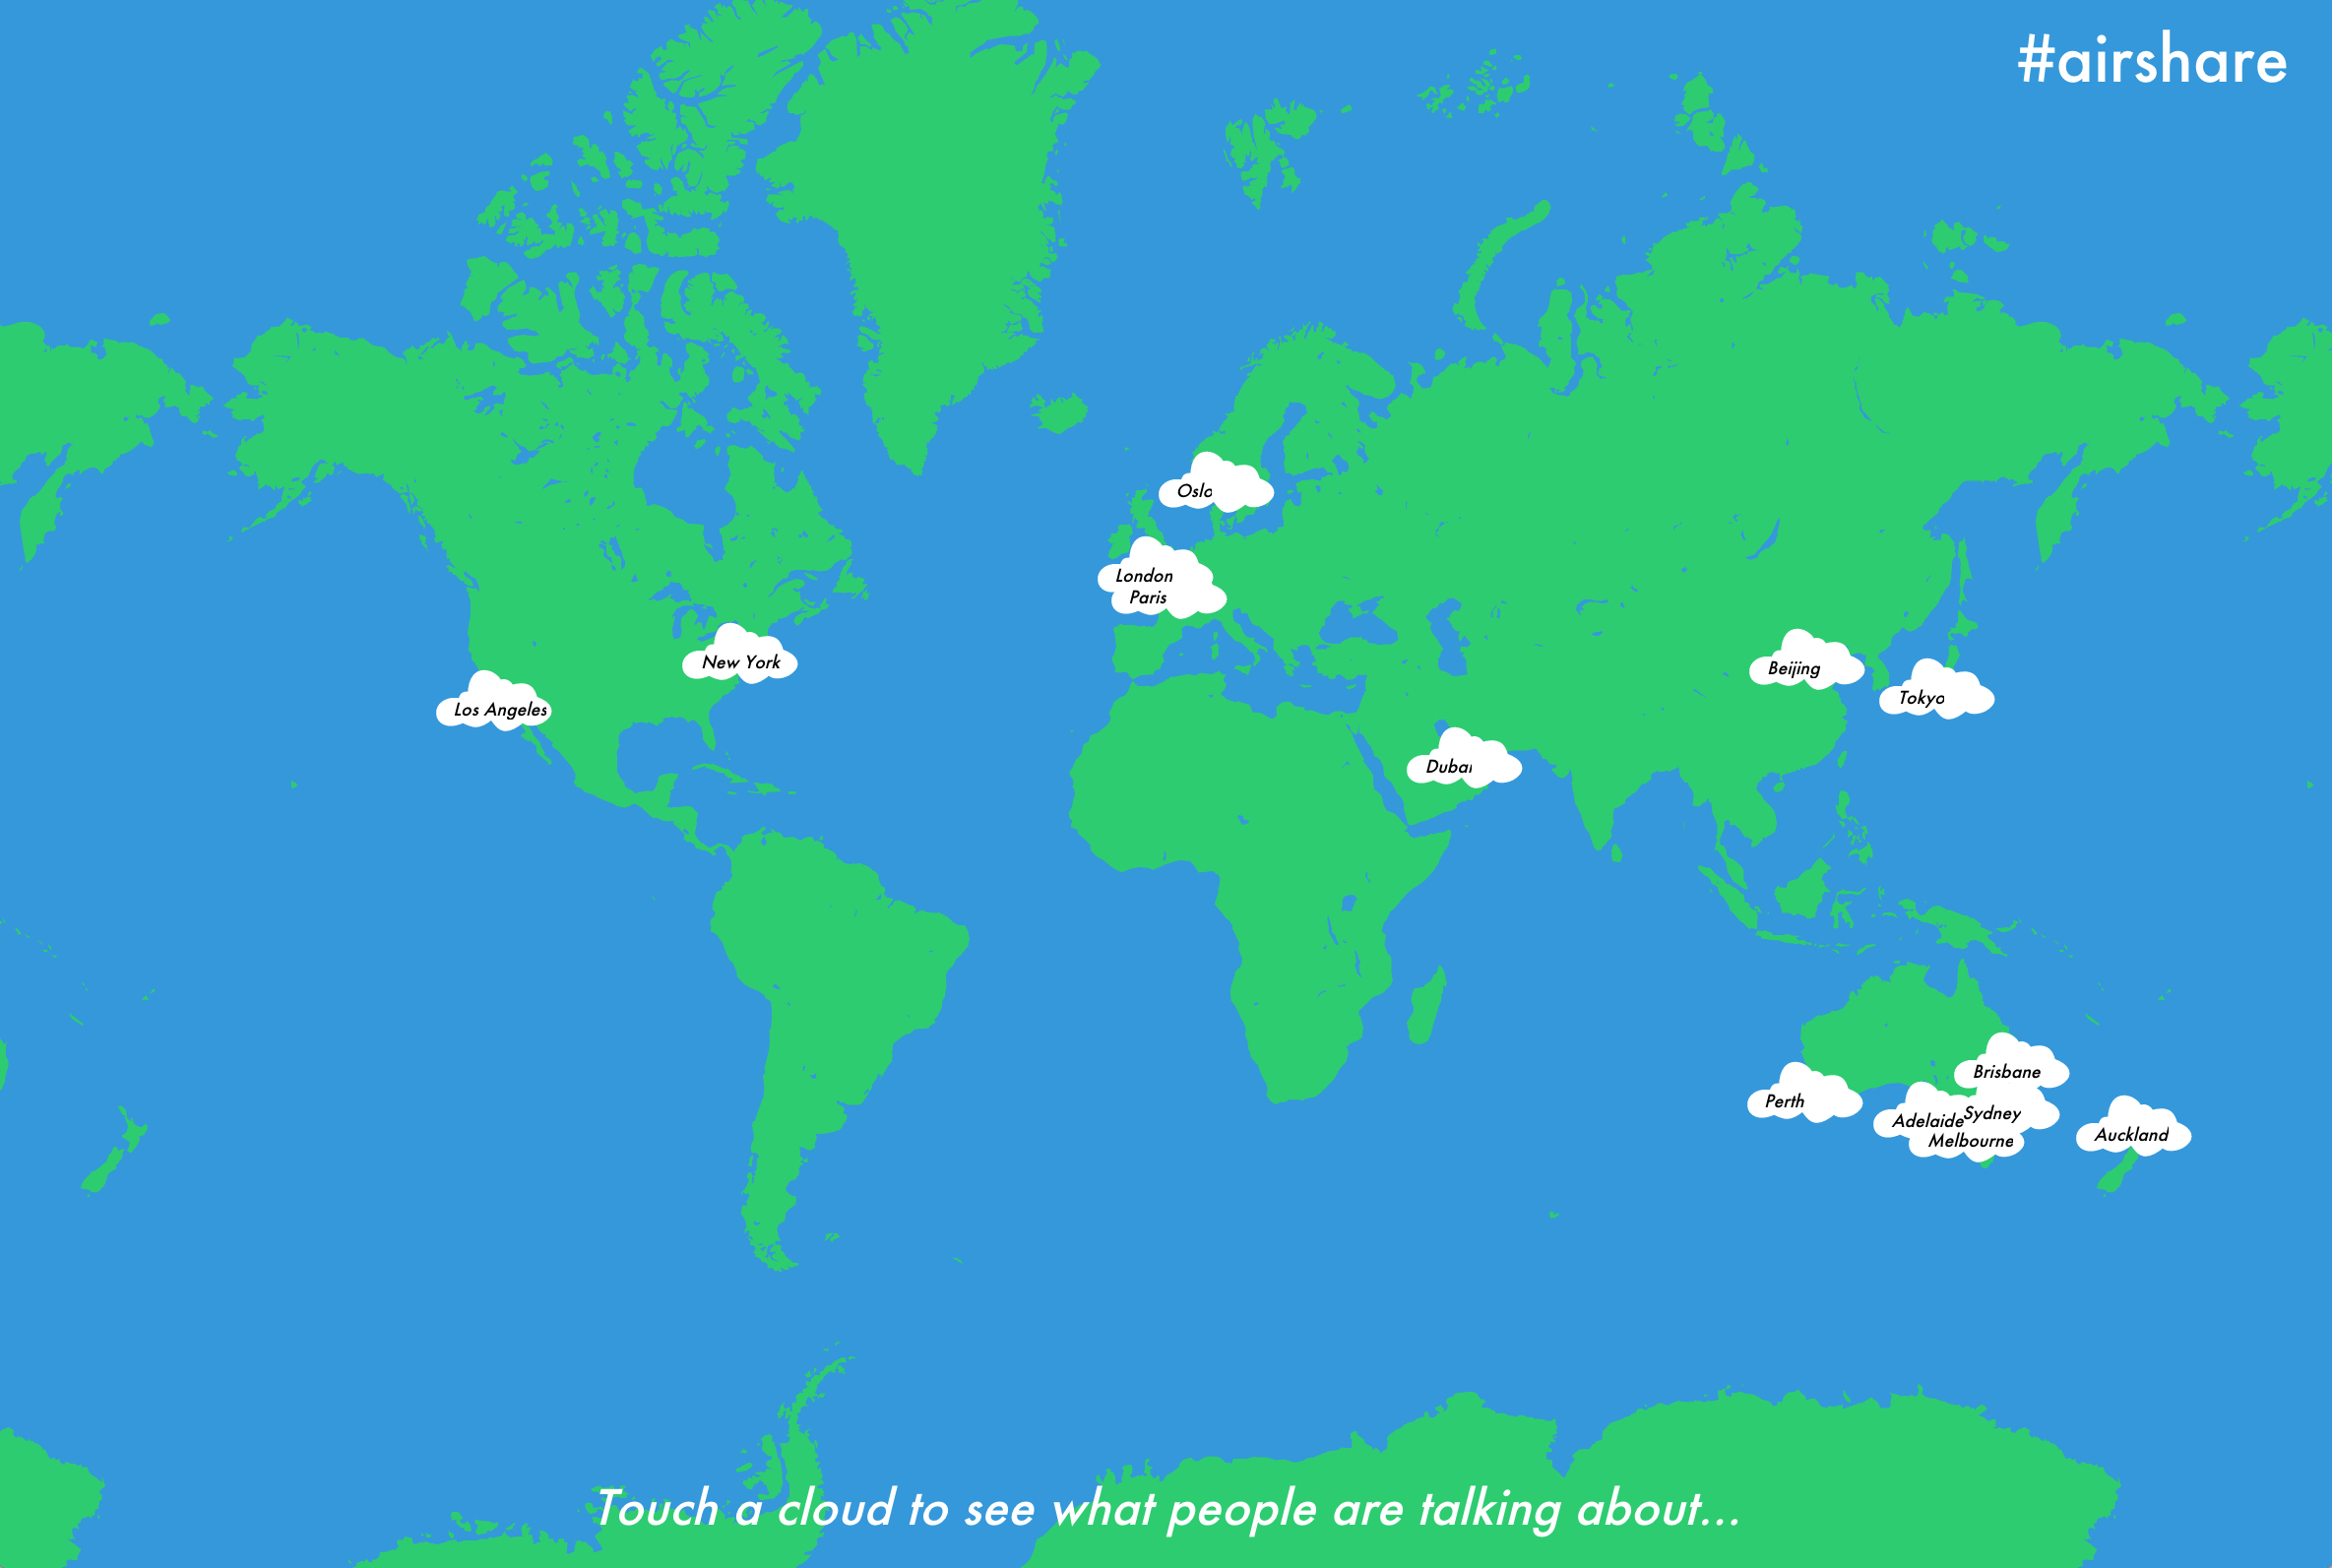 #airshare
Oslo
London
Paris
New York
Los Angeles
Beijing
Tokyo
Dubai
Brisbane
Perth
Sydney
Adelaide
Melbourne
Auckland
Touch a cloud to see what people are talking about...